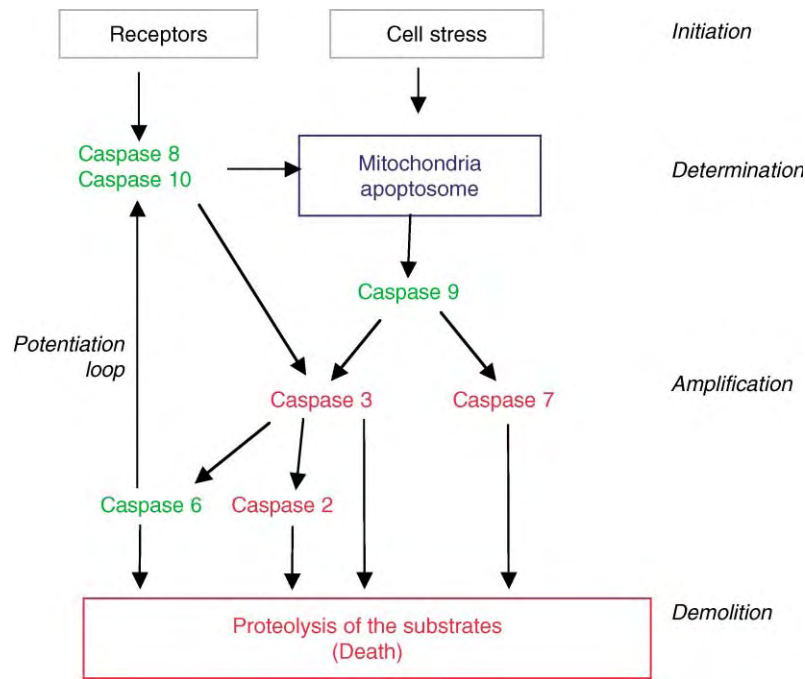 Receptors
Cell stress
Initiation
Caspase 8
Caspase 10
Mitochondria
apoptosome
Determination
Caspase 9
Potentiation
loop
Caspase 3
Caspase 7
Amplification
Caspase 6
Caspase 2
Proteolysis of the substrates
(Death)
Demolition